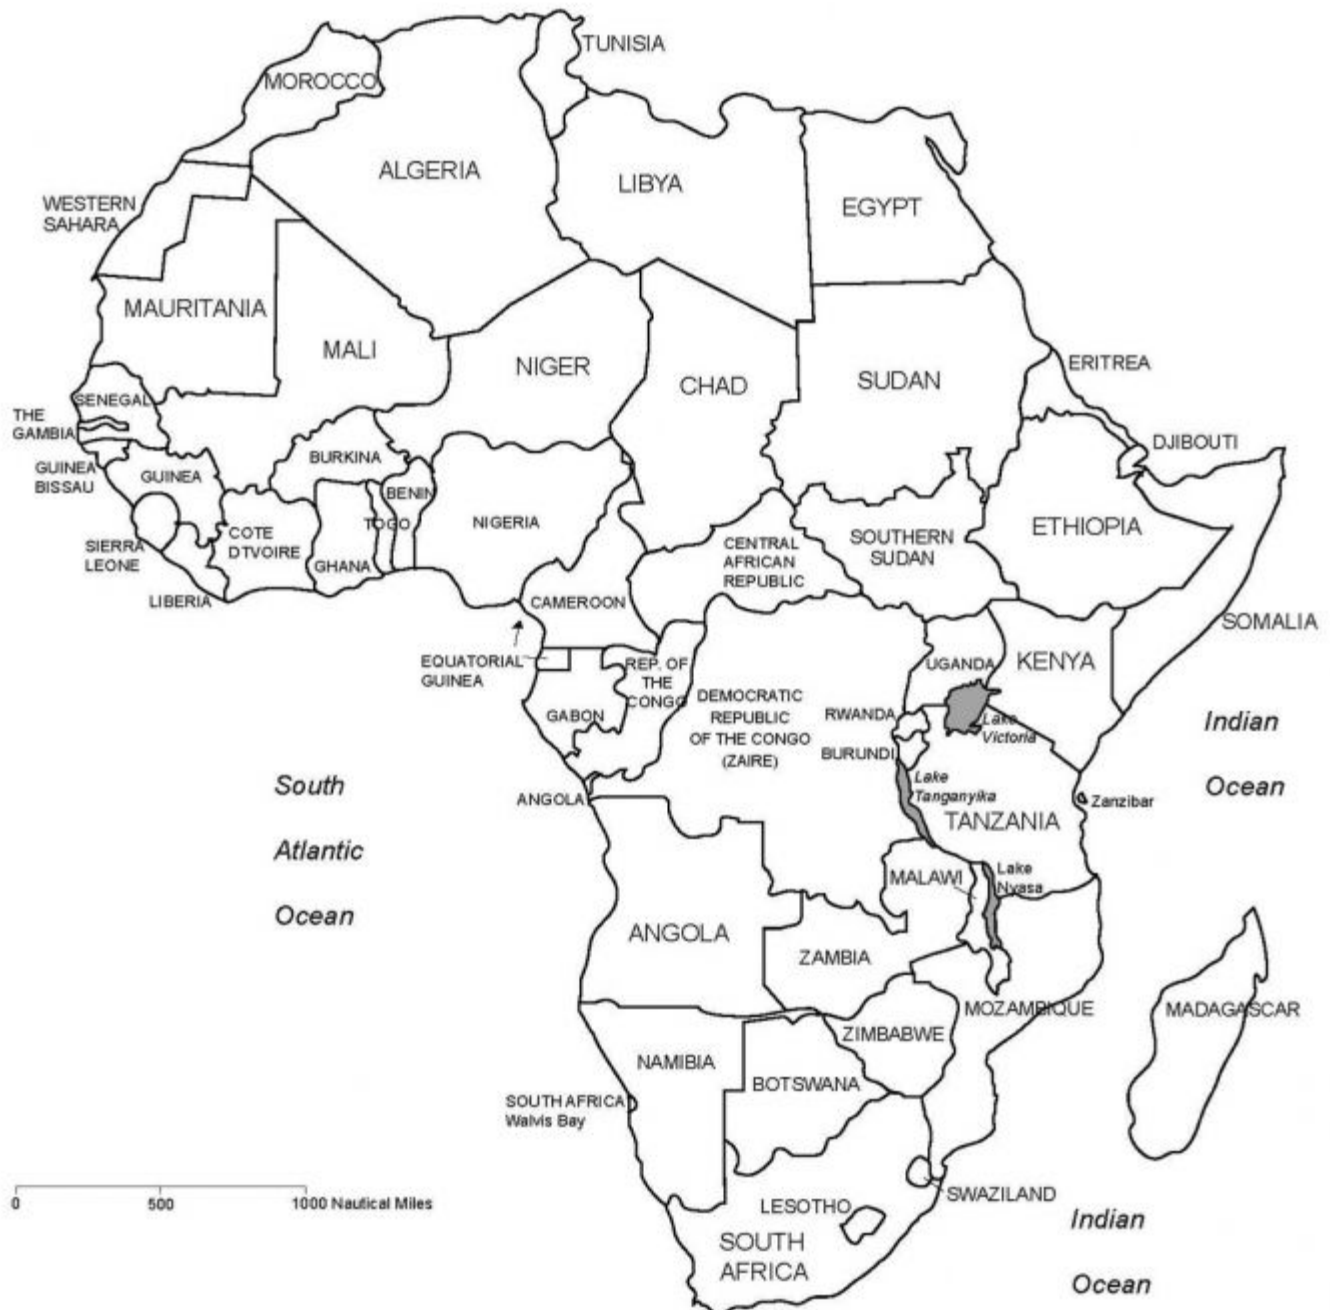 TUNISIA
MOROCCO
ALGERIA
LIBYA
EGYPT
WESTERN
SAHARA
MAURITANIA
MALI
NIGER
CHAD
SUDAN
ERITREA
SENEGAL
THE
GAMBIA
DJIBOUTI
GUINEA
BISSAU
GUINEA
BURKINA
BENIN
NIGERIA
TOGO
COTE
D'TVOIRE
GHANA
SIERRA
LEONE
LIBERIA
CENTRAL
AFRICAN
REPUBLIC
SOUTHERN
SUDAN
ETHIOPIA
CAMEROON
SOMALIA
EQUATORIAL
GUINEA
REP. OF
THE
CONGO
GABON
UGANDA
KENYA
DEMOCRATIC
REPUBLIC
OF THE CONGO
(ZAIRE)
RWANDA
BURUNDI
Lake
Victoria
Indian
Ocean
Lake
Tanganyika
Zanzibar
TANZANIA
South
Atlantic
Ocean
ANGOLA
MALAWI
Lake
Nyasa
ANGOLA
ZAMBIA
MOZAMBIQUE
MADAGASCAR
ZIMBABWE
NAMIBIA
BOTSWANA
SOUTH AFRICA
Walvis Bay
0 500 1000 Nautical Miles
SWAZILAND
LESOTHO
SOUTH
AFRICA
Indian
Ocean